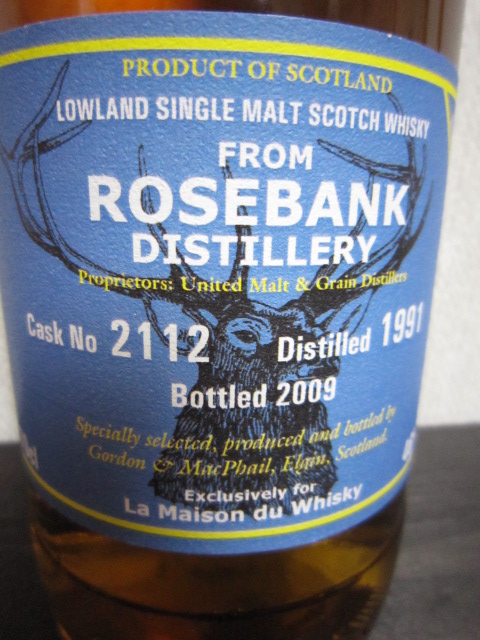 PRODUCT OF SCOTLAND
LOWLAND SINGLE MALT SCOTCH WHISKY
FROM
ROSEBANK
DISTILLERY
Proprietors: United Malt & Grain Distillers
Cask No 2112 Distilled 1991
Bottled 2009
Specially selected, produced and bottled by
Gordon & MacPhail, Elgin, Scotland.
Exclusively for
La Maison du Whisky